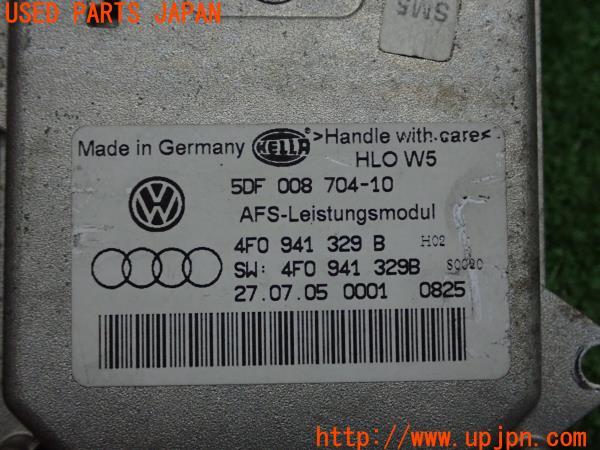 USED PARTS JAPAN
SM5
Made in Germany HELLA >Handle with care<
HLO W5
5DF 008 704-10
AFS-Leistungsmodul
4F0 941 329 B H02
SW: 4F0 941 329B S0020
27.07.05 0001 0825
http://www.upjpn.com